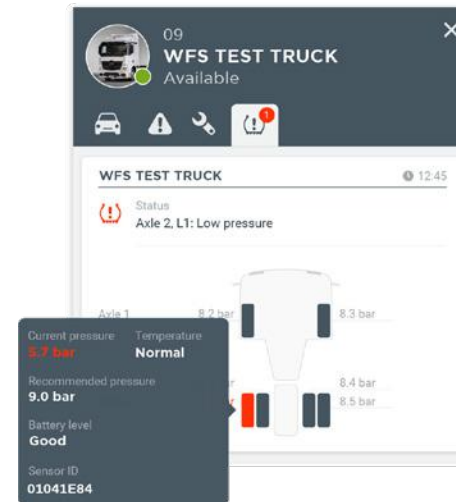 09
WFS TEST TRUCK
Available
1
WFS TEST TRUCK
12:45
Status
Axle 2, L1: Low pressure
Axle 1
8.2 bar
8.3 bar
8.4 bar
8.5 bar
Current pressure
5.7 bar
Temperature
Normal
Recommended pressure
9.0 bar
Battery level
Good
Sensor ID
01041E84